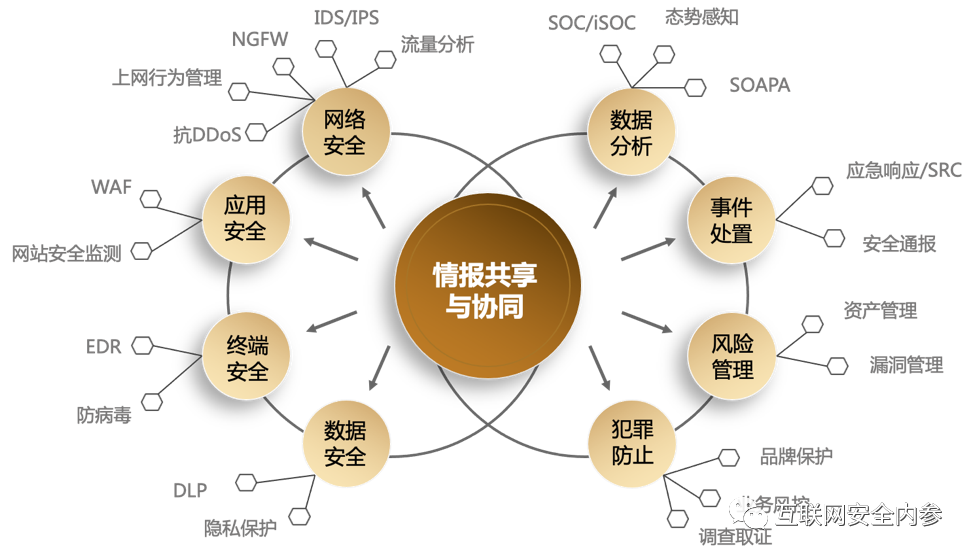 IDS/IPS
NGFW
流量分析
上网行为管理
抗DDoS
网络
安全
WAF
应用
安全
网站安全监测
EDR
终端
安全
防病毒
数据
安全
DLP
隐私保护
情报共享
与协同
SOC/iSOC
态势感知
SOAPA
数据
分析
应急响应/SRC
事件
处置
安全通报
资产管理
风险
管理
漏洞管理
犯罪
防止
品牌保护
务风控
调查取证
互联网安全内参